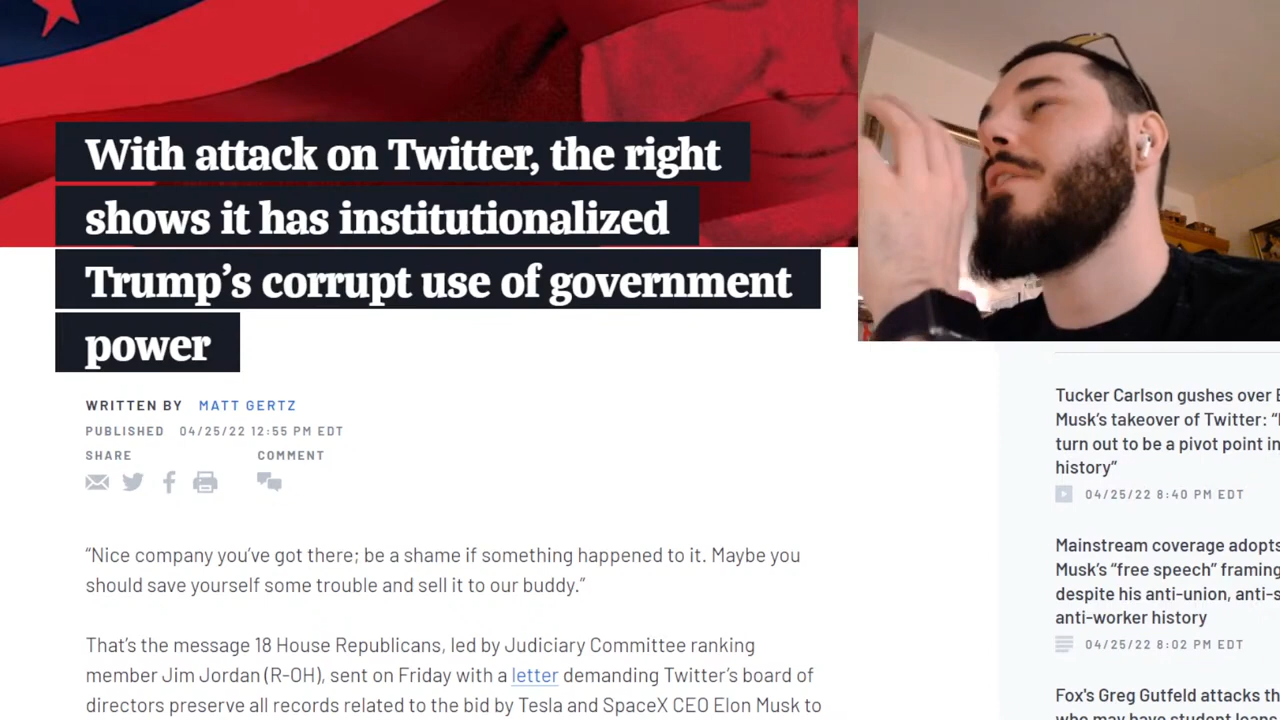 With attack on Twitter, the right
shows it has institutionalized
Trump’s corrupt use of government
power
WRITTEN BY MATT GERTZ
PUBLISHED 04/25/22 12:55 PM EDT
SHARE COMMENT
“Nice company you’ve got there; be a shame if something happened to it. Maybe you
should save yourself some trouble and sell it to our buddy.”
That’s the message 18 House Republicans, led by Judiciary Committee ranking
member Jim Jordan (R-OH), sent on Friday with a letter demanding Twitter’s board of
directors preserve all records related to the bid by Tesla and SpaceX CEO Elon Musk to
Tucker Carlson gushes over
Musk’s takeover of Twitter:
turn out to be a pivot point in
history”
04/25/22 8:40 PM EDT
Mainstream coverage adopts
Musk’s “free speech” framing
despite his anti-union,
anti-worker history
04/25/22 8:02 PM EDT
Fox's Greg Gutfeld attacks
who may have student